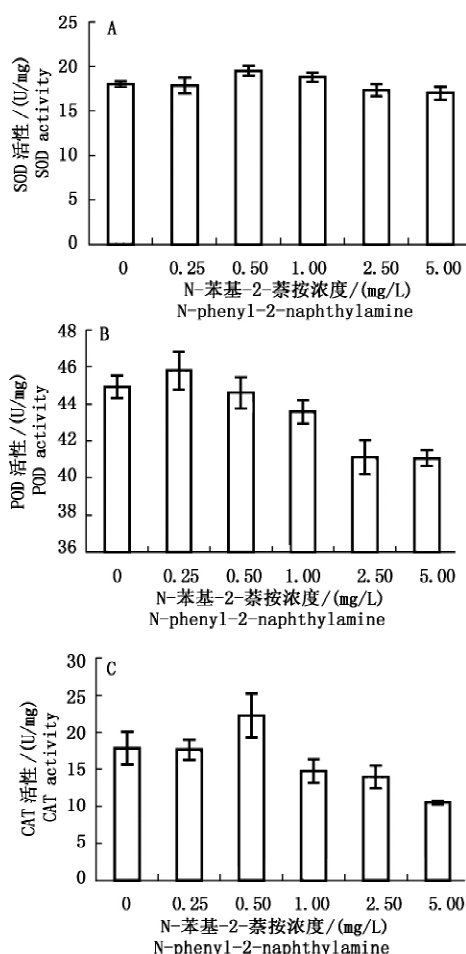 A
25
20
15
10
5
0
SOD 活性/(U/mg)
SOD activity
0 0.25 0.50 1.00 2.50 5.00
N-苯基-2-萘按浓度/(mg/L)
N-phenyl-2-naphthylamine
B
48
46
44
42
40
38
36
POD 活性/(U/mg)
POD activity
0 0.25 0.50 1.00 2.50 5.00
N-苯基-2-萘按浓度/(mg/L)
N-phenyl-2-naphthylamine
C
30
25
20
15
10
5
0
CAT 活性/(U/mg)
CAT activity
0 0.25 0.50 1.00 2.50 5.00
N-苯基-2-萘按浓度/(mg/L)
N-phenyl-2-naphthylamine